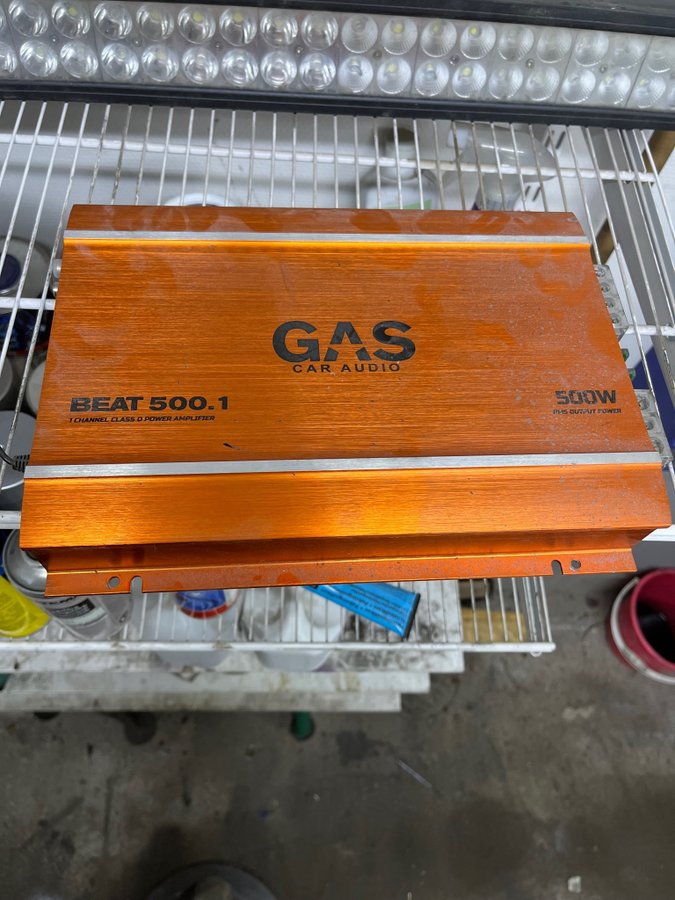 GAS
CAR AUDIO
BEAT 500.1
1 CHANNEL CLASS D POWER AMPLIFIER
500W
RMS OUTPUT POWER